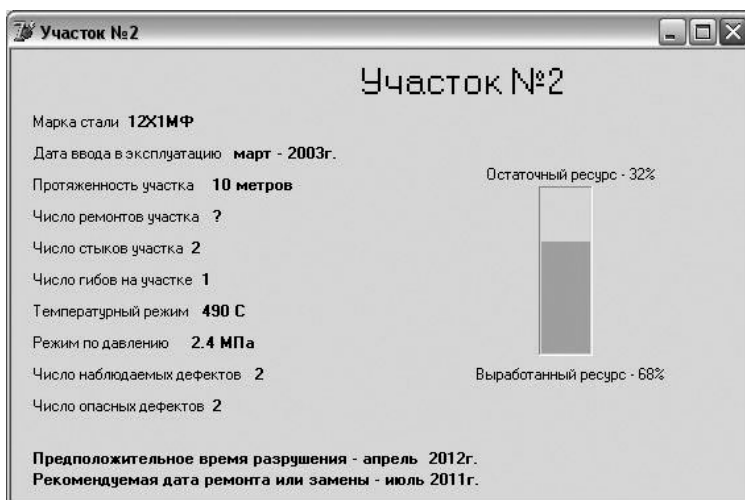 Участок №2
Участок №2
Марка стали 12Х1МФ
Дата ввода в эксплуатацию март - 2003г.
Протяженность участка 10 метров
Число ремонтов участка ?
Число стыков участка 2
Число гибов на участке 1
Температурный режим 490 С
Режим по давлению 2.4 МПа
Число наблюдаемых дефектов 2
Число опасных дефектов 2
Остаточный ресурс - 32%
Выработанный ресурс - 68%
Предположительное время разрушения - апрель 2012г.
Рекомендуемая дата ремонта или замены - июль 2011г.